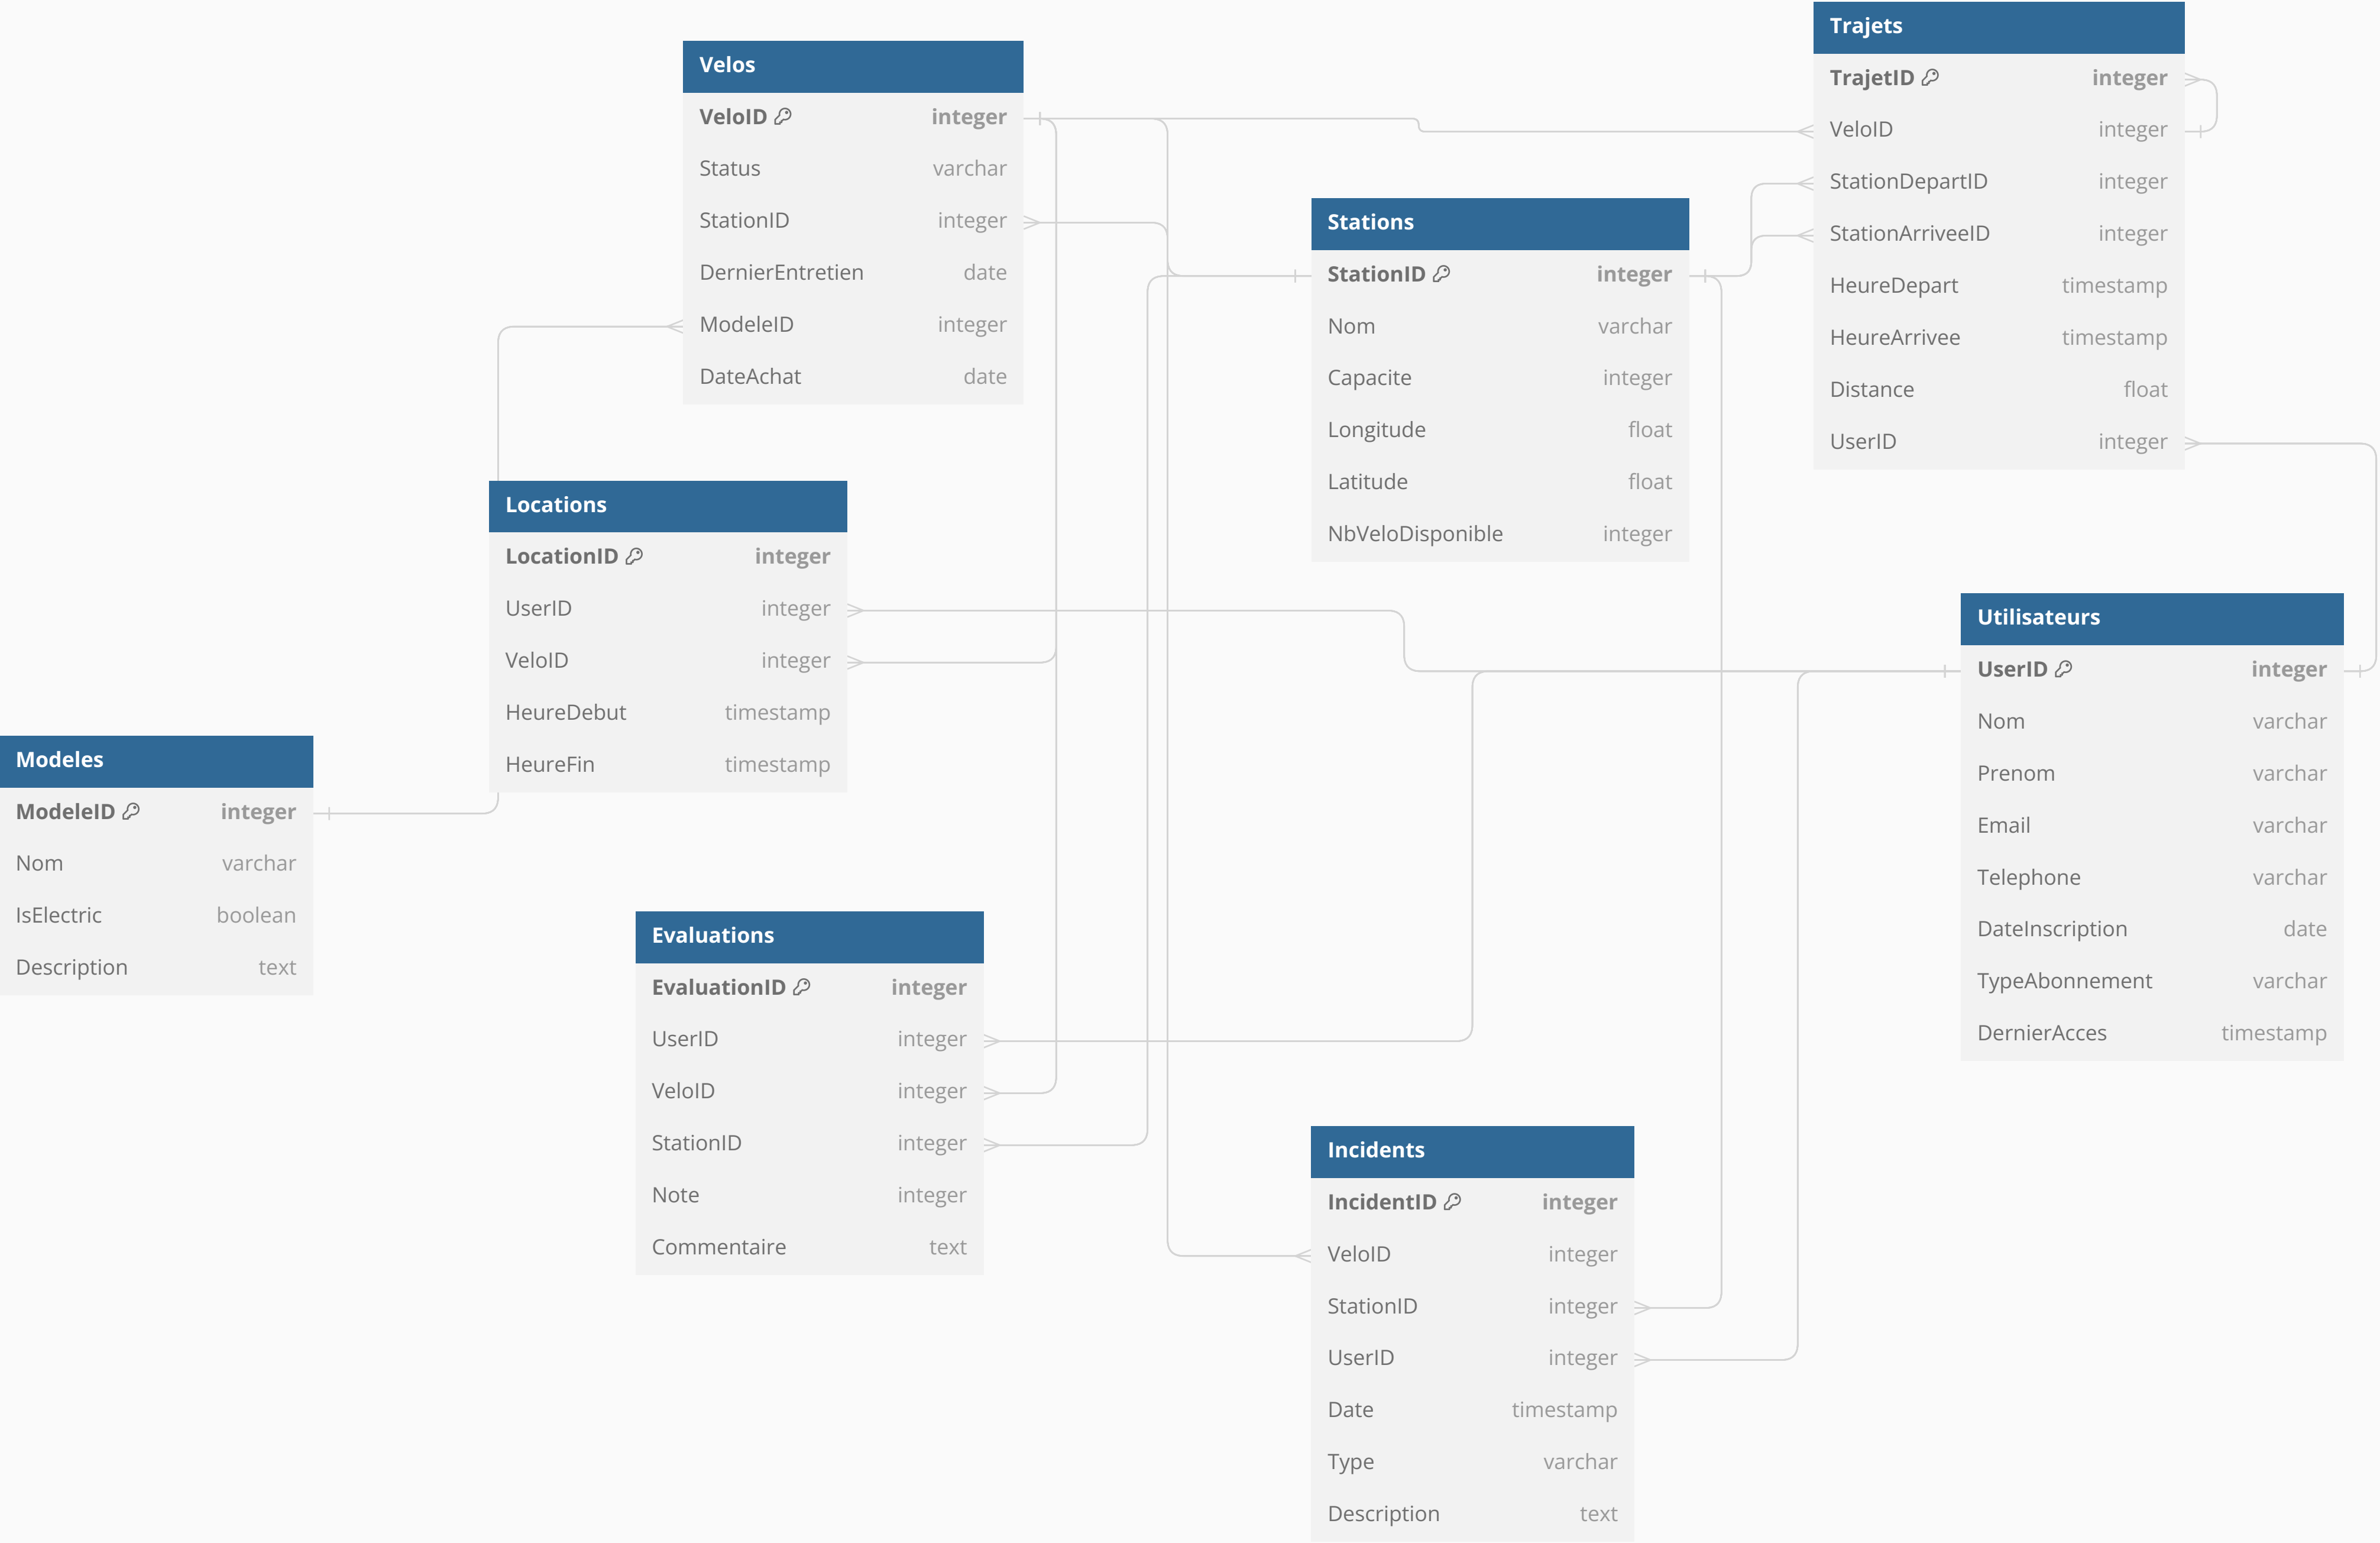 Velos
VeloID integer
Status varchar
StationID integer
DernierEntretien date
ModeleID integer
DateAchat date
Trajets
TrajetID integer
VeloID integer
StationDepartID integer
StationArriveeID integer
HeureDepart timestamp
HeureArrivee timestamp
Distance float
UserID integer
Stations
StationID integer
Nom varchar
Capacite integer
Longitude float
Latitude float
NbVeloDisponible integer
Locations
LocationID integer
UserID integer
VeloID integer
HeureDebut timestamp
HeureFin timestamp
Utilisateurs
UserID integer
Nom varchar
Prenom varchar
Email varchar
Telephone varchar
DateInscription date
TypeAbonnement varchar
DernierAcces timestamp
Modeles
ModeleID integer
Nom varchar
IsElectric boolean
Description text
Evaluations
EvaluationID integer
UserID integer
VeloID integer
StationID integer
Note integer
Commentaire text
Incidents
IncidentID integer
VeloID integer
StationID integer
UserID integer
Date timestamp
Type varchar
Description text